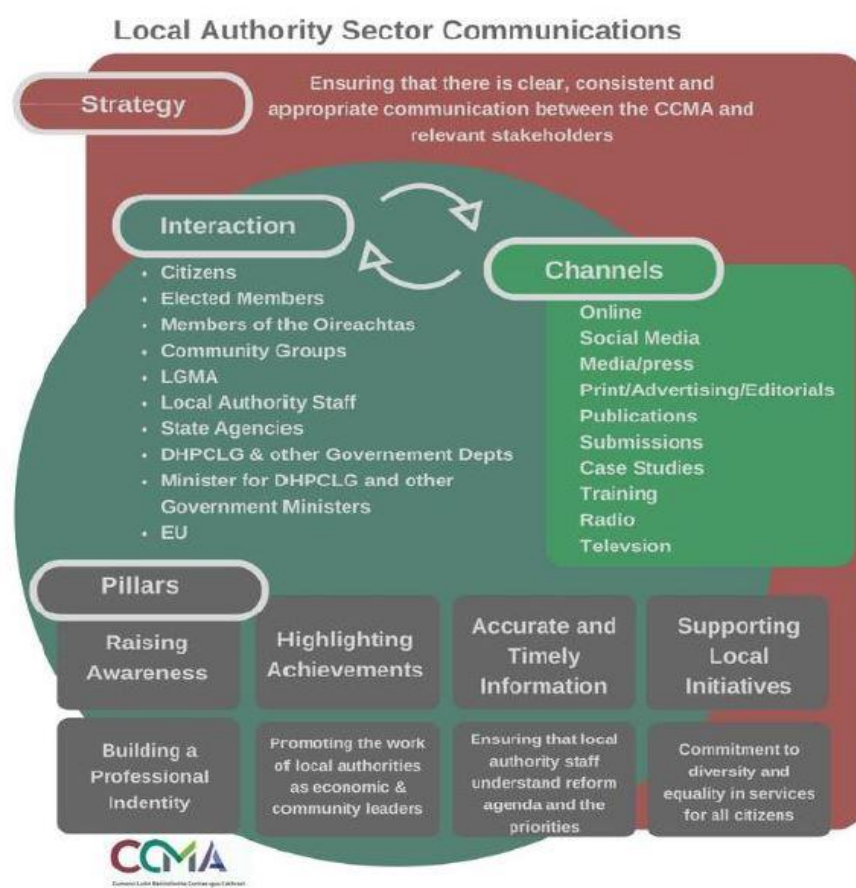 Local Authority Sector Communications
Strategy
Ensuring that there is clear, consistent and
appropriate communication between the CCMA and
relevant stakeholders
Interaction
• Citizens
• Elected Members
• Members of the Oireachtas
• Community Groups
• LGMA
• Local Authority Staff
• State Agencies
• DHPCLG & other Governement Depts
• Minister for DHPCLG and other
Government Ministers
• EU
Channels
Online
Social Media
Media/press
Print/Advertising/Editorials
Publications
Submissions
Case Studies
Training
Radio
Televsion
Pillars
Raising
Awareness
Highlighting
Achievements
Accurate and
Timely
Information
Supporting
Local
Initiatives
Building a
Professional
Indentity
Promoting the work
of local authorities
as economic &
community leaders
Ensuring that local
authority staff
understand reform
agenda and the
priorities
Commitment to
diversity and
equality in services
for all citizens
CCMA